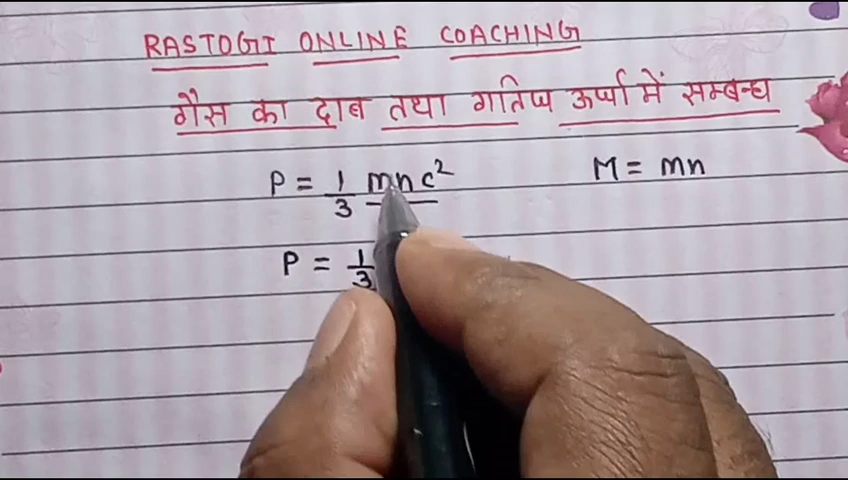 RASTOGI ONLINE COACHING
गैस का दाब तथा गतिज ऊर्जा में सम्बन्ध
P = 1/3 mnc² M = mn
P = 1/3